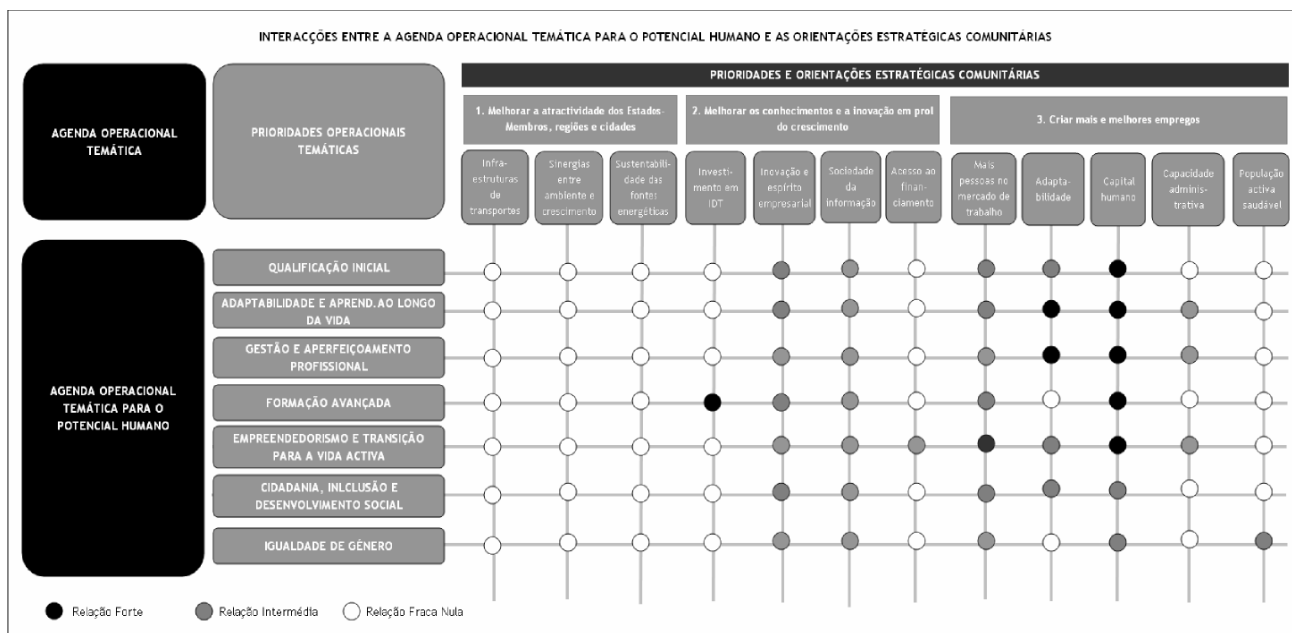 INTERACÇÕES ENTRE A AGENDA OPERACIONAL TEMÁTICA PARA O POTENCIAL HUMANO E AS ORIENTAÇÕES ESTRATÉGICAS COMUNITÁRIAS
AGENDA OPERACIONAL
TEMÁTICA
PRIORIDADES OPERACIONAIS
TEMÁTICAS
PRIORIDADES E ORIENTAÇÕES ESTRATÉGICAS COMUNITÁRIAS
1. Melhorar a atractividade dos Estados-
Membros, regiões e cidades
2. Melhorar os conhecimentos e a inovação em prol
do crescimento
3. Criar mais e melhores empregos
Infra-
estruturas
de
transportes
Sinergias
entre
ambiente e
crescimento
Sustentabili-
dade das
fontes
energéticas
Investi-
mento em
IDT
Inovação e
espírito
empresarial
Sociedade
da
informação
Acesso ao
finan-
ciamento
Mais
pessoas no
mercado de
trabalho
Adapta-
bilidade
Capital
humano
Capacidade
adminis-
trativa
População
activa
saudável
AGENDA OPERACIONAL
TEMÁTICA PARA O
POTENCIAL HUMANO
QUALIFICAÇÃO INICIAL
ADAPTABILIDADE E APREND.AO LONGO
DA VIDA
GESTÃO E APERFEIÇOAMENTO
PROFISSIONAL
FORMAÇÃO AVANÇADA
EMPREENDEDORISMO E TRANSIÇÃO
PARA A VIDA ACTIVA
CIDADANIA, INLCLUSÃO E
DESENVOLVIMENTO SOCIAL
IGUALDADE DE GÉNERO
Relação Forte
Relação Intermédia
Relação Fraca Nula